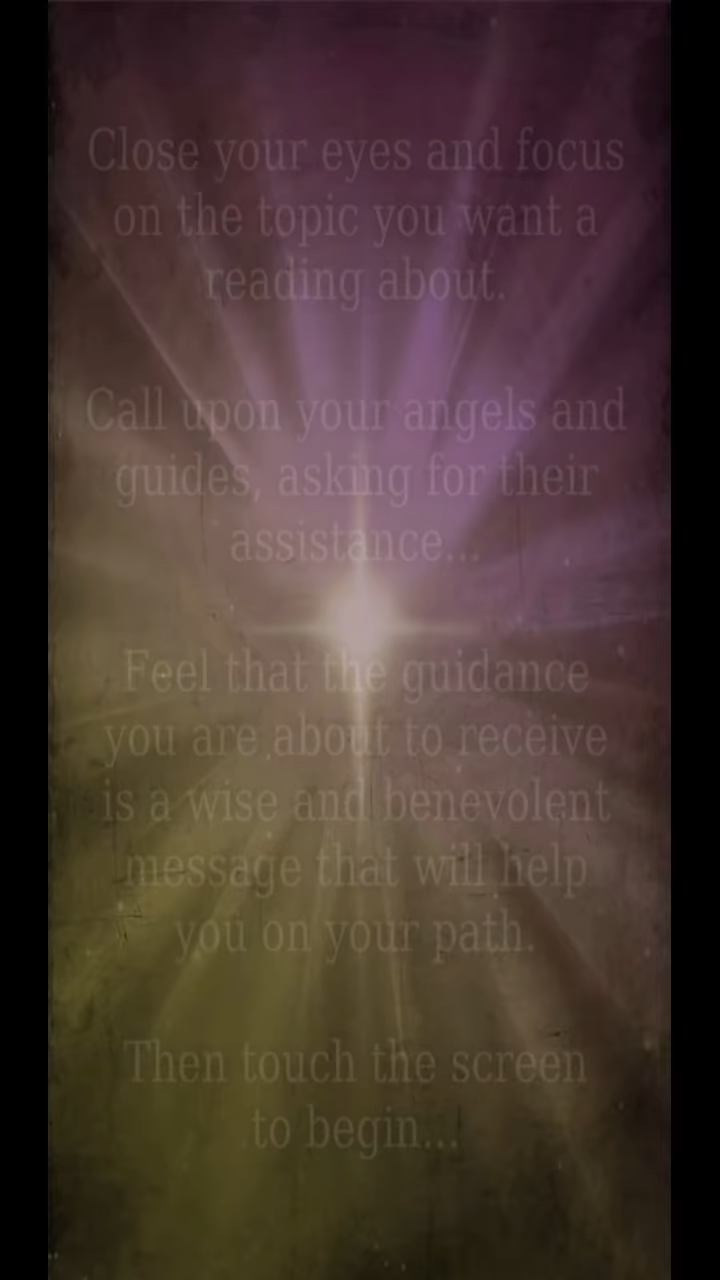 Close your eyes and focus
on the topic you want a
reading about.
Call upon your angels and
guides, asking for their
assistance...
Feel that the guidance
you are about to receive
is a wise and benevolent
message that will help
you on your path.
Then touch the screen
to begin...